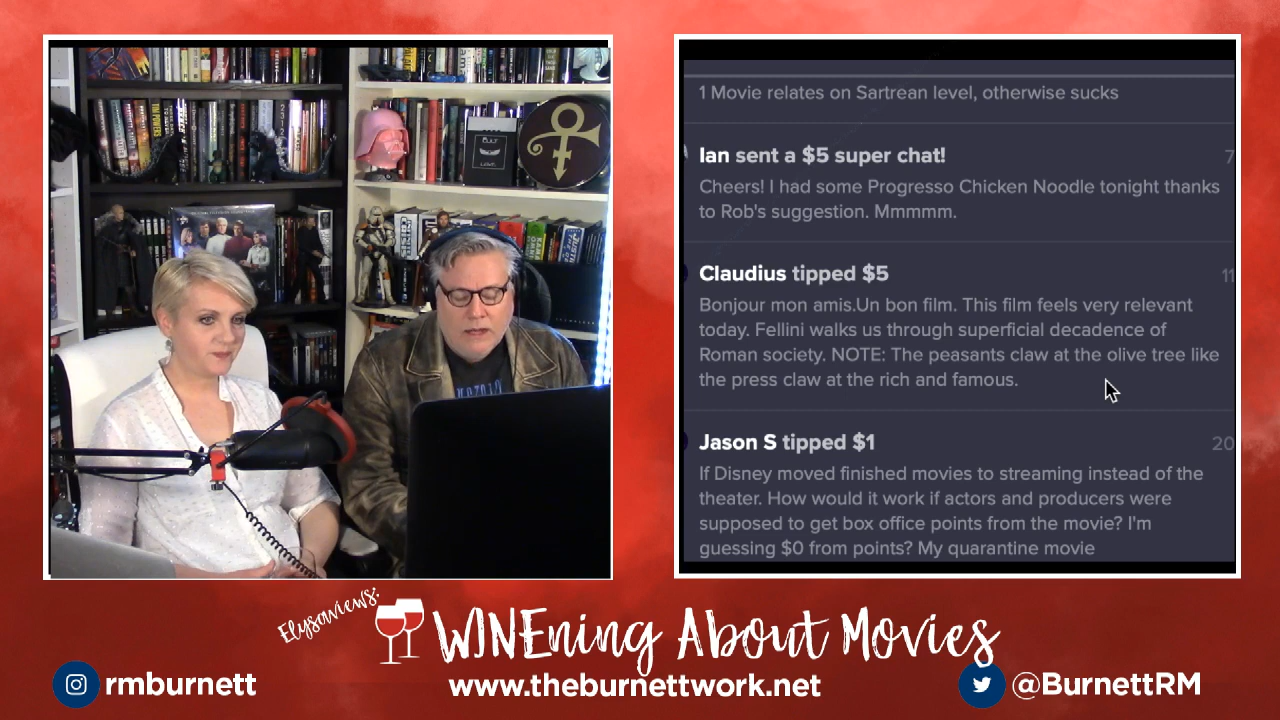 1 Movie relates on Sartrean level, otherwise sucks
Ian sent a $5 super chat!
7
Cheers! I had some Progresso Chicken Noodle tonight thanks
to Rob's suggestion. Mmmmm.
Claudius tipped $5
11
Bonjour mon amis.Un bon film. This film feels very relevant
today. Fellini walks us through superficial decadence of
Roman society. NOTE: The peasants claw at the olive tree like
the press claw at the rich and famous.
Jason S tipped $1
20
If Disney moved finished movies to streaming instead of the
theater. How would it work if actors and producers were
supposed to get box office points from the movie? I'm
guessing $0 from points? My quarantine movie
Elysaviews:
WINEning About Movies
rmburnett
www.theburnettwork.net
@BurnettRM